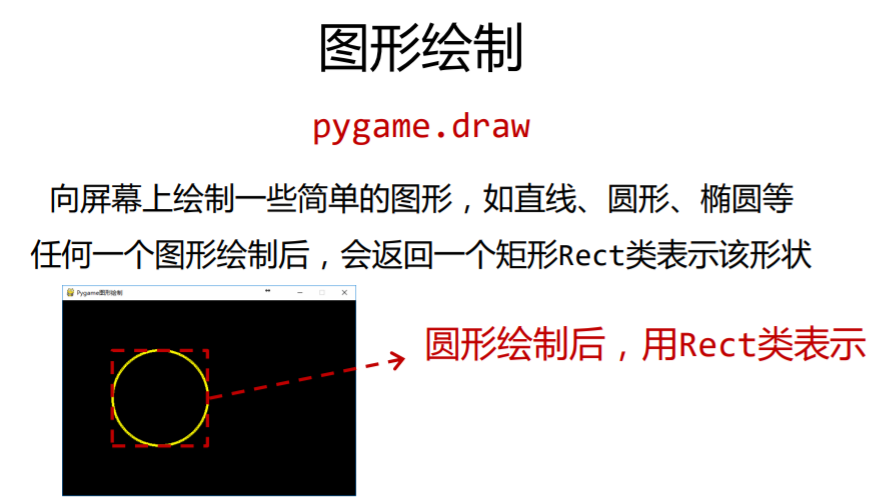 图形绘制
pygame.draw
向屏幕上绘制一些简单的图形，如直线、圆形、椭圆等
任何一个图形绘制后，会返回一个矩形Rect类表示该形状
Pygame图形绘制
圆形绘制后，用Rect类表示